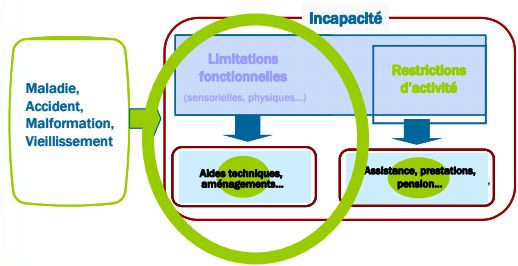 Incapacité
Maladie,
Accident,
Malformation,
Vieillissement
Limitations
fonctionnelles
(sensorielles, physiques...)
Restrictions
d'activité
Aides techniques,
aménagements...
Assistance, prestations,
pension...